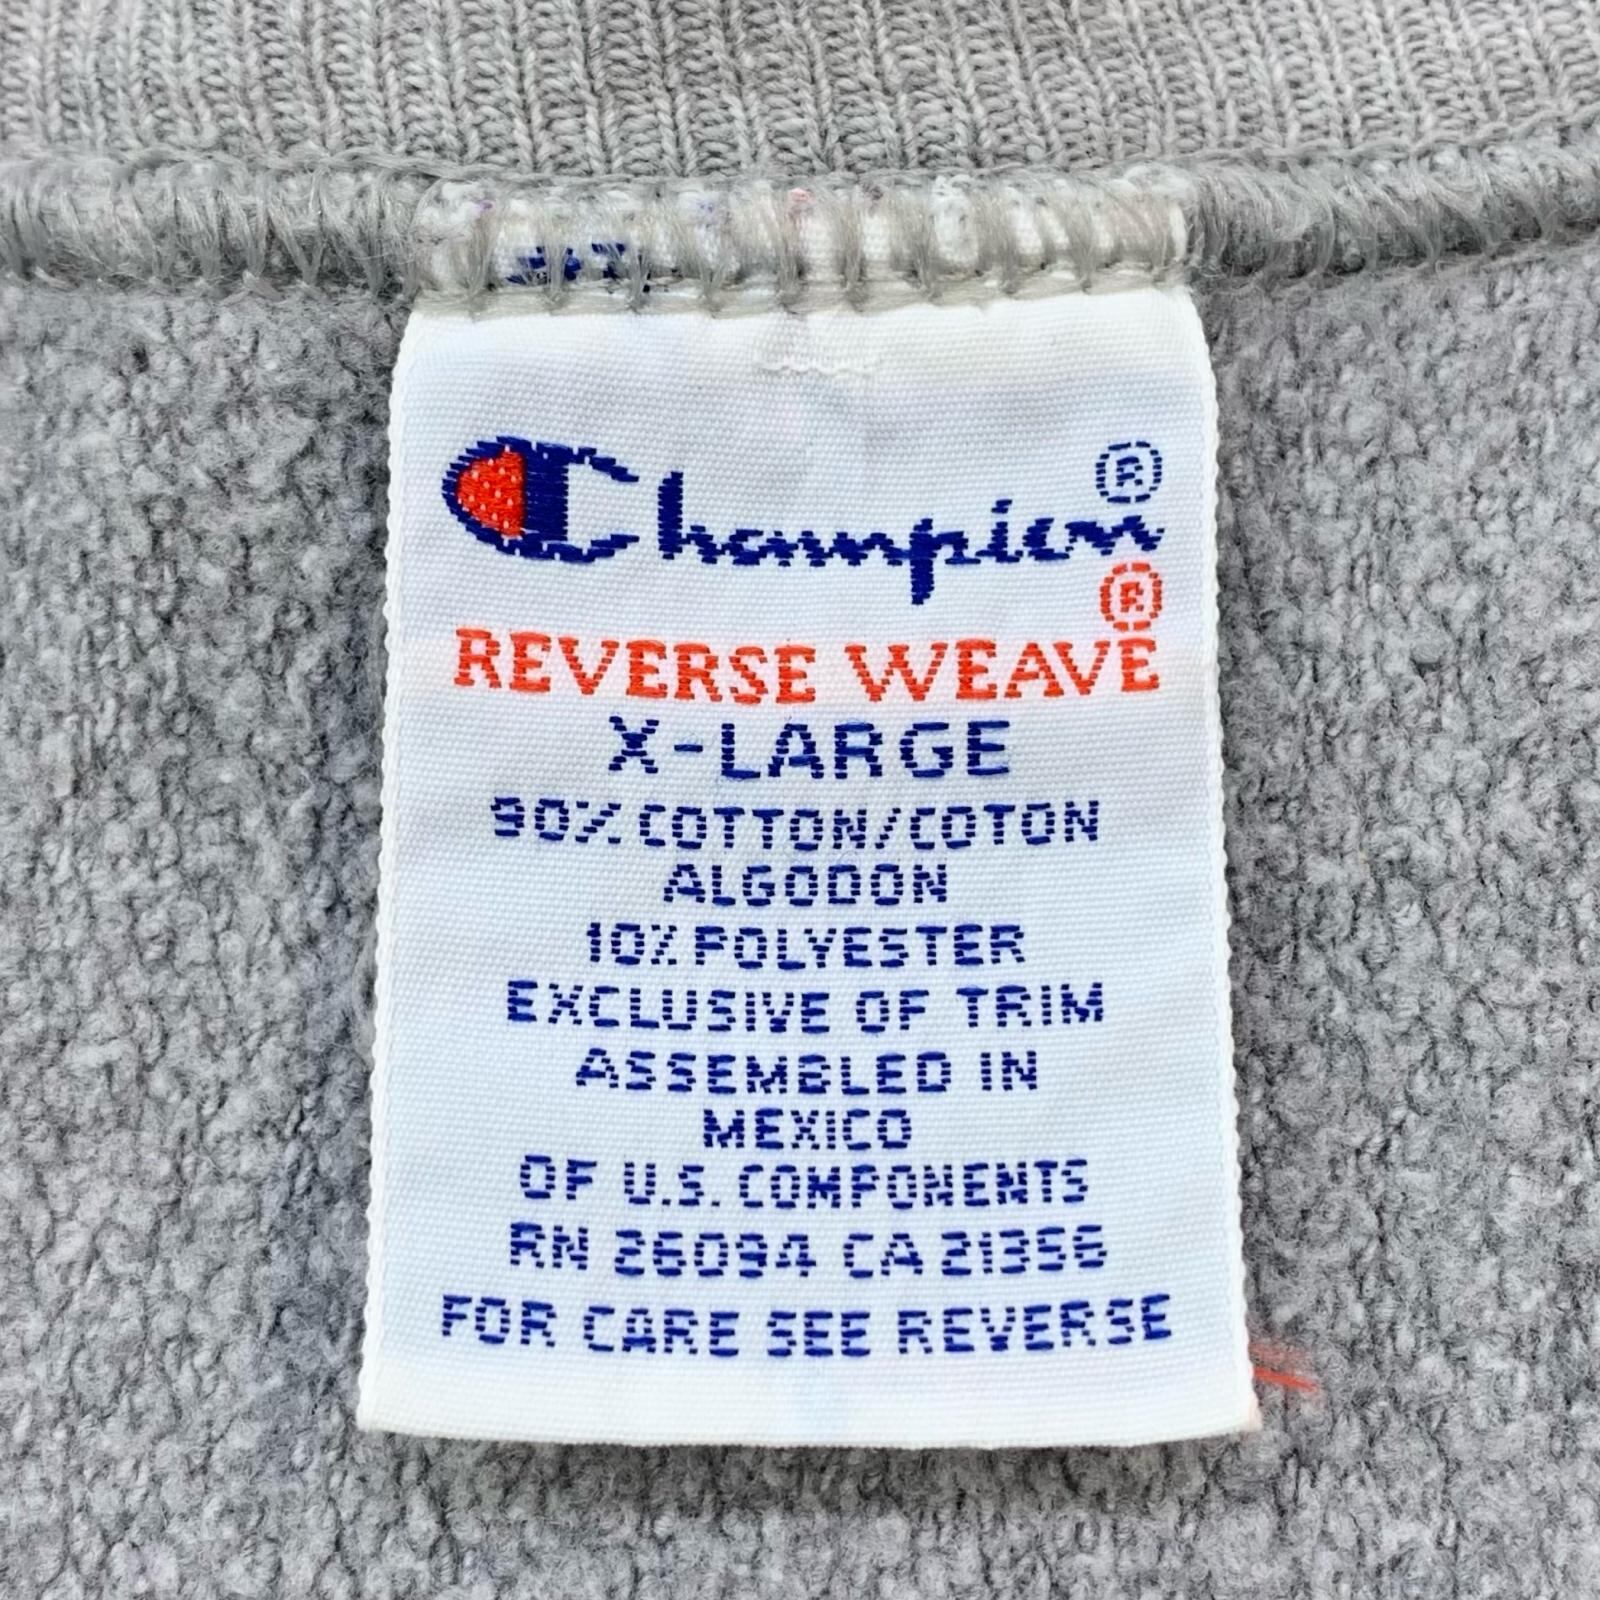 Champion ®
®
REVERSE WEAVE
X-LARGE
90% COTTON/COTON
ALGODON
10% POLYESTER
EXCLUSIVE OF TRIM
ASSEMBLED IN
MEXICO
OF U.S. COMPONENTS
RN 26094 CA 21356
FOR CARE SEE REVERSE